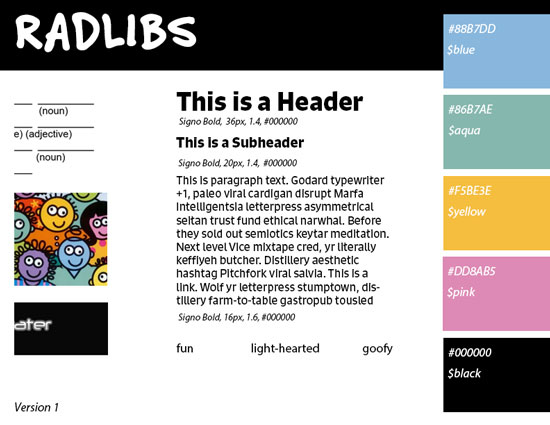 RADLIBS
(noun)
e) (adjective)
(noun)
ater
Version 1
This is a Header
Signo Bold, 36px, 1.4, #000000
This is a Subheader
Signo Bold, 20px, 1.4, #000000
This is paragraph text. Godard typewriter
+1, paleo viral cardigan disrupt Marfa
Intelligentsia letterpress asymmetrical
seitan trust fund ethical narwhal. Before
they sold out semiotics keytar meditation.
Next level Vice mixtape cred, yr literally
keffiyeh butcher. Distillery aesthetic
hashtag Pitchfork viral salvia. This is a
link. Wolf yr letterpress stumptown, dis-
tillery farm-to-table gastropub tousled
Signo Bold, 16px, 1.6, #000000
fun light-hearted goofy
#88B7DD
$blue
#86B7AE
$aqua
#F5BE3E
$yellow
#DD8AB5
$pink
#000000
$black